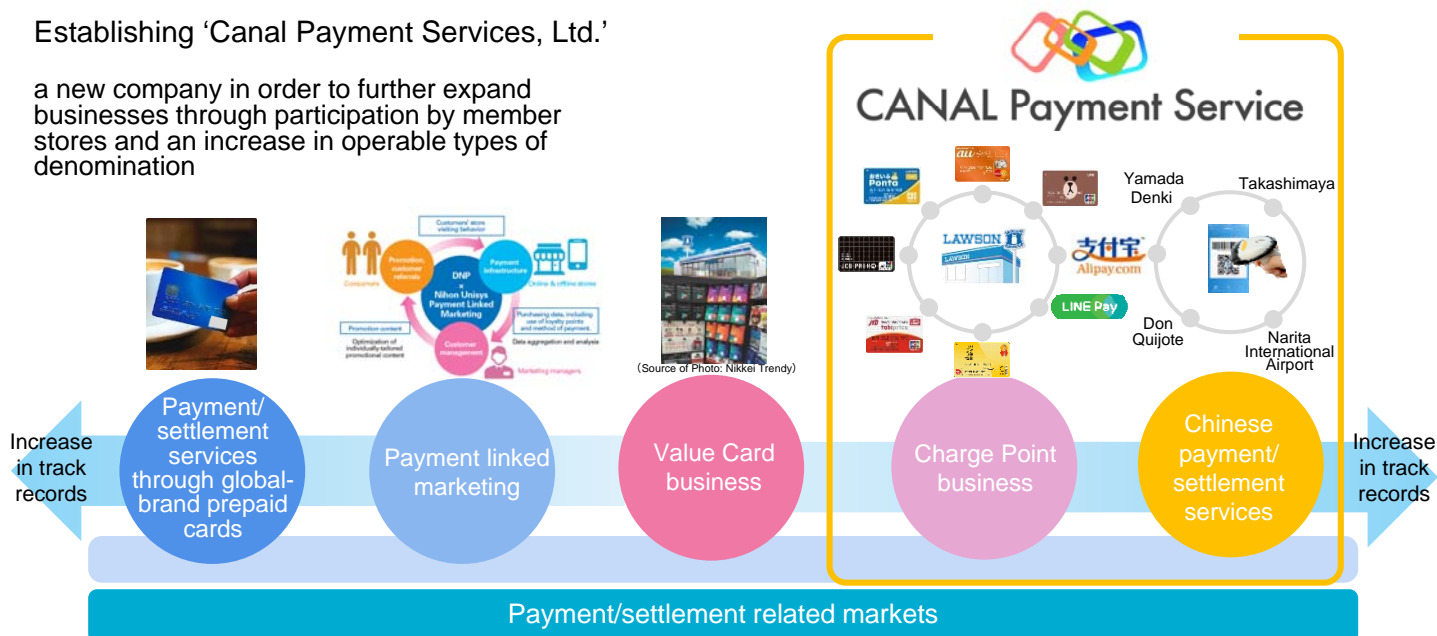 Establishing ‘Canal Payment Services, Ltd.’
a new company in order to further expand
businesses through participation by member
stores and an increase in operable types of
denomination
CANAL Payment Service
au
Ponta
LAWSON
支付宝
Alipay.com
LINE Pay
Yamada
Denki
Takashimaya
Don
Quijote
Narita
International
Airport
Customers' store
visiting behavior
Promotion,
customer
referrals
Payment
infrastructure
Consumers
Online & offline stores
DNP
×
Nihon Unisys
Payment Linked
Marketing
Promotion content
Optimization of
individually tailored
promotional content
Purchasing data, including
use of loyalty points
and method of payment.
Data aggregation and analysis
Customer management
Marketing managers
（Source of Photo: Nikkei Trendy）
Increase
in track
records
Payment/
settlement
services
through global-
brand prepaid
cards
Payment linked
marketing
Value Card
business
Charge Point
business
Chinese
payment/
settlement
services
Increase
in track
records
Payment/settlement related markets